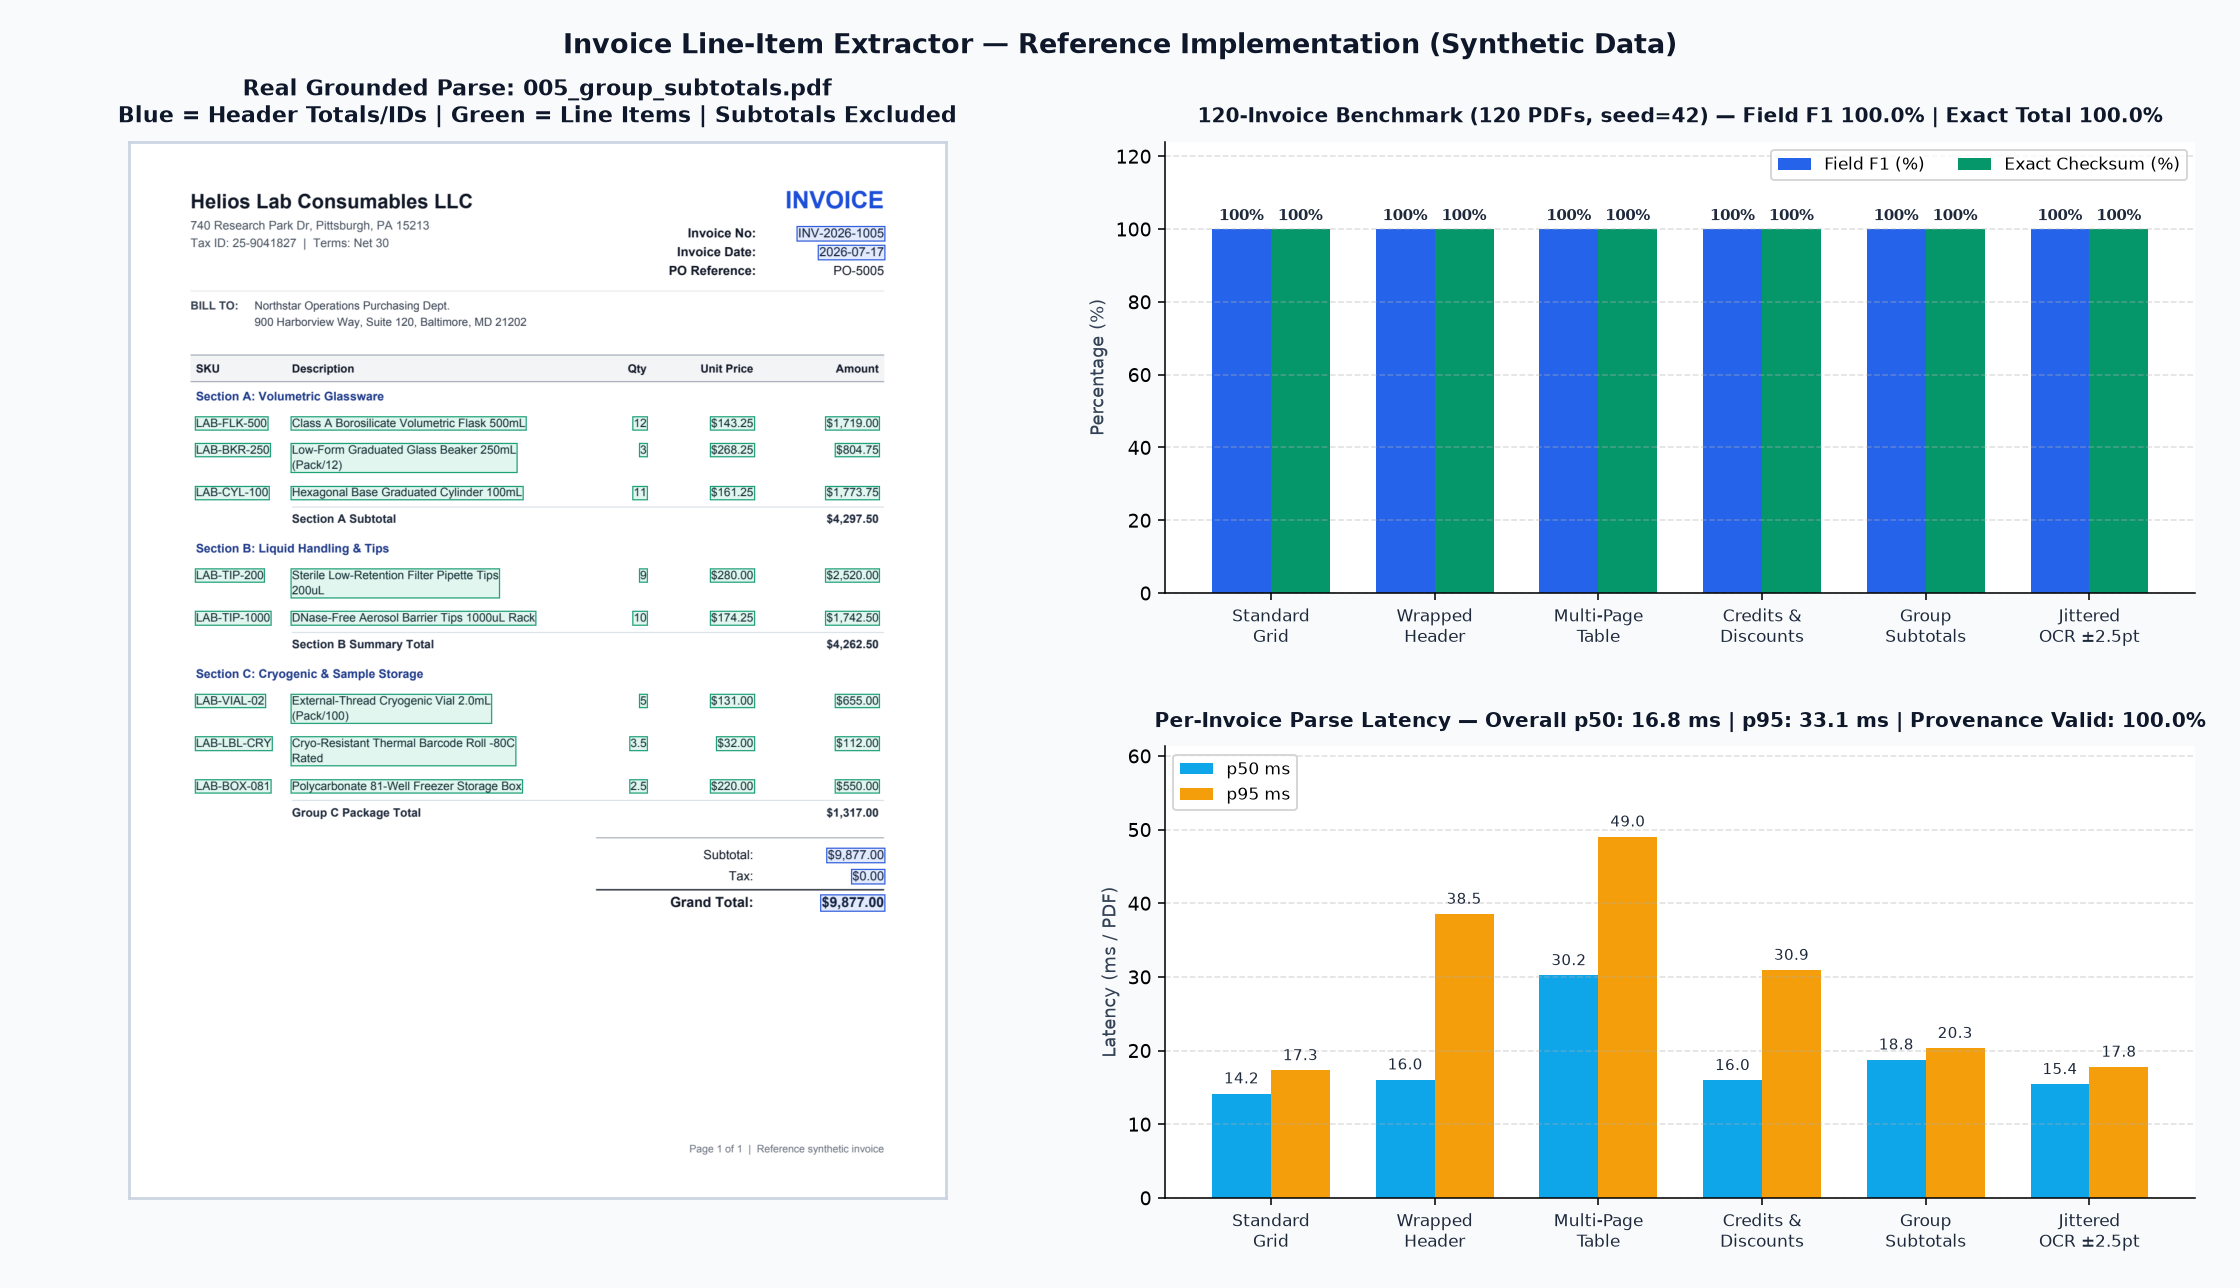 Invoice Line-Item Extractor — Reference Implementation (Synthetic Data)
Real Grounded Parse: 005_group_subtotals.pdf
Blue = Header Totals/IDs | Green = Line Items | Subtotals Excluded
Helios Lab Consumables LLC
INVOICE
740 Research Park Dr, Pittsburgh, PA 15213
Tax ID: 25-9041827 | Terms: Net 30
Invoice No: INV-2026-1005
Invoice Date: 2026-07-17
PO Reference: PO-5005
BILL TO: Northstar Operations Purchasing Dept.
900 Harborview Way, Suite 120, Baltimore, MD 21202
SKU Description Qty Unit Price Amount
Section A: Volumetric Glassware
LAB-FLK-500 Class A Borosilicate Volumetric Flask 500mL 12 $143.25 $1,719.00
LAB-BKR-250 Low-Form Graduated Glass Beaker 250mL 3 $268.25 $804.75
(Pack/12)
LAB-CYL-100 Hexagonal Base Graduated Cylinder 100mL 11 $161.25 $1,773.75
Section A Subtotal $4,297.50
Section B: Liquid Handling & Tips
LAB-TIP-200 Sterile Low-Retention Filter Pipette Tips 9 $280.00 $2,520.00
200uL
LAB-TIP-1000 DNase-Free Aerosol Barrier Tips 1000uL Rack 10 $174.25 $1,742.50
Section B Summary Total $4,262.50
Section C: Cryogenic & Sample Storage
LAB-VIAL-02 External-Thread Cryogenic Vial 2.0mL 5 $131.00 $655.00
(Pack/100)
LAB-LBL-CRY Cryo-Resistant Thermal Barcode Roll -80C 3.5 $32.00 $112.00
Rated
LAB-BOX-081 Polycarbonate 81-Well Freezer Storage Box 2.5 $220.00 $550.00
Group C Package Total $1,317.00
Subtotal: $9,877.00
Tax: $0.00
Grand Total: $9,877.00
Page 1 of 1 | Reference synthetic invoice
120-Invoice Benchmark (120 PDFs, seed=42) — Field F1 100.0% | Exact Total 100.0%
Field F1 (%) Exact Checksum (%)
Percentage (%)
120
100
80
60
40
20
0
100% 100% 100% 100% 100% 100% 100% 100% 100% 100% 100% 100%
Standard Grid
Wrapped Header
Multi-Page Table
Credits & Discounts
Group Subtotals
Jittered OCR ±2.5pt
Per-Invoice Parse Latency — Overall p50: 16.8 ms | p95: 33.1 ms | Provenance Valid: 100.0%
p50 ms
p95 ms
Latency (ms / PDF)
60
50
40
30
20
10
0
14.2 17.3 16.0 38.5 30.2 49.0 16.0 30.9 18.8 20.3 15.4 17.8
Standard Grid
Wrapped Header
Multi-Page Table
Credits & Discounts
Group Subtotals
Jittered OCR ±2.5pt